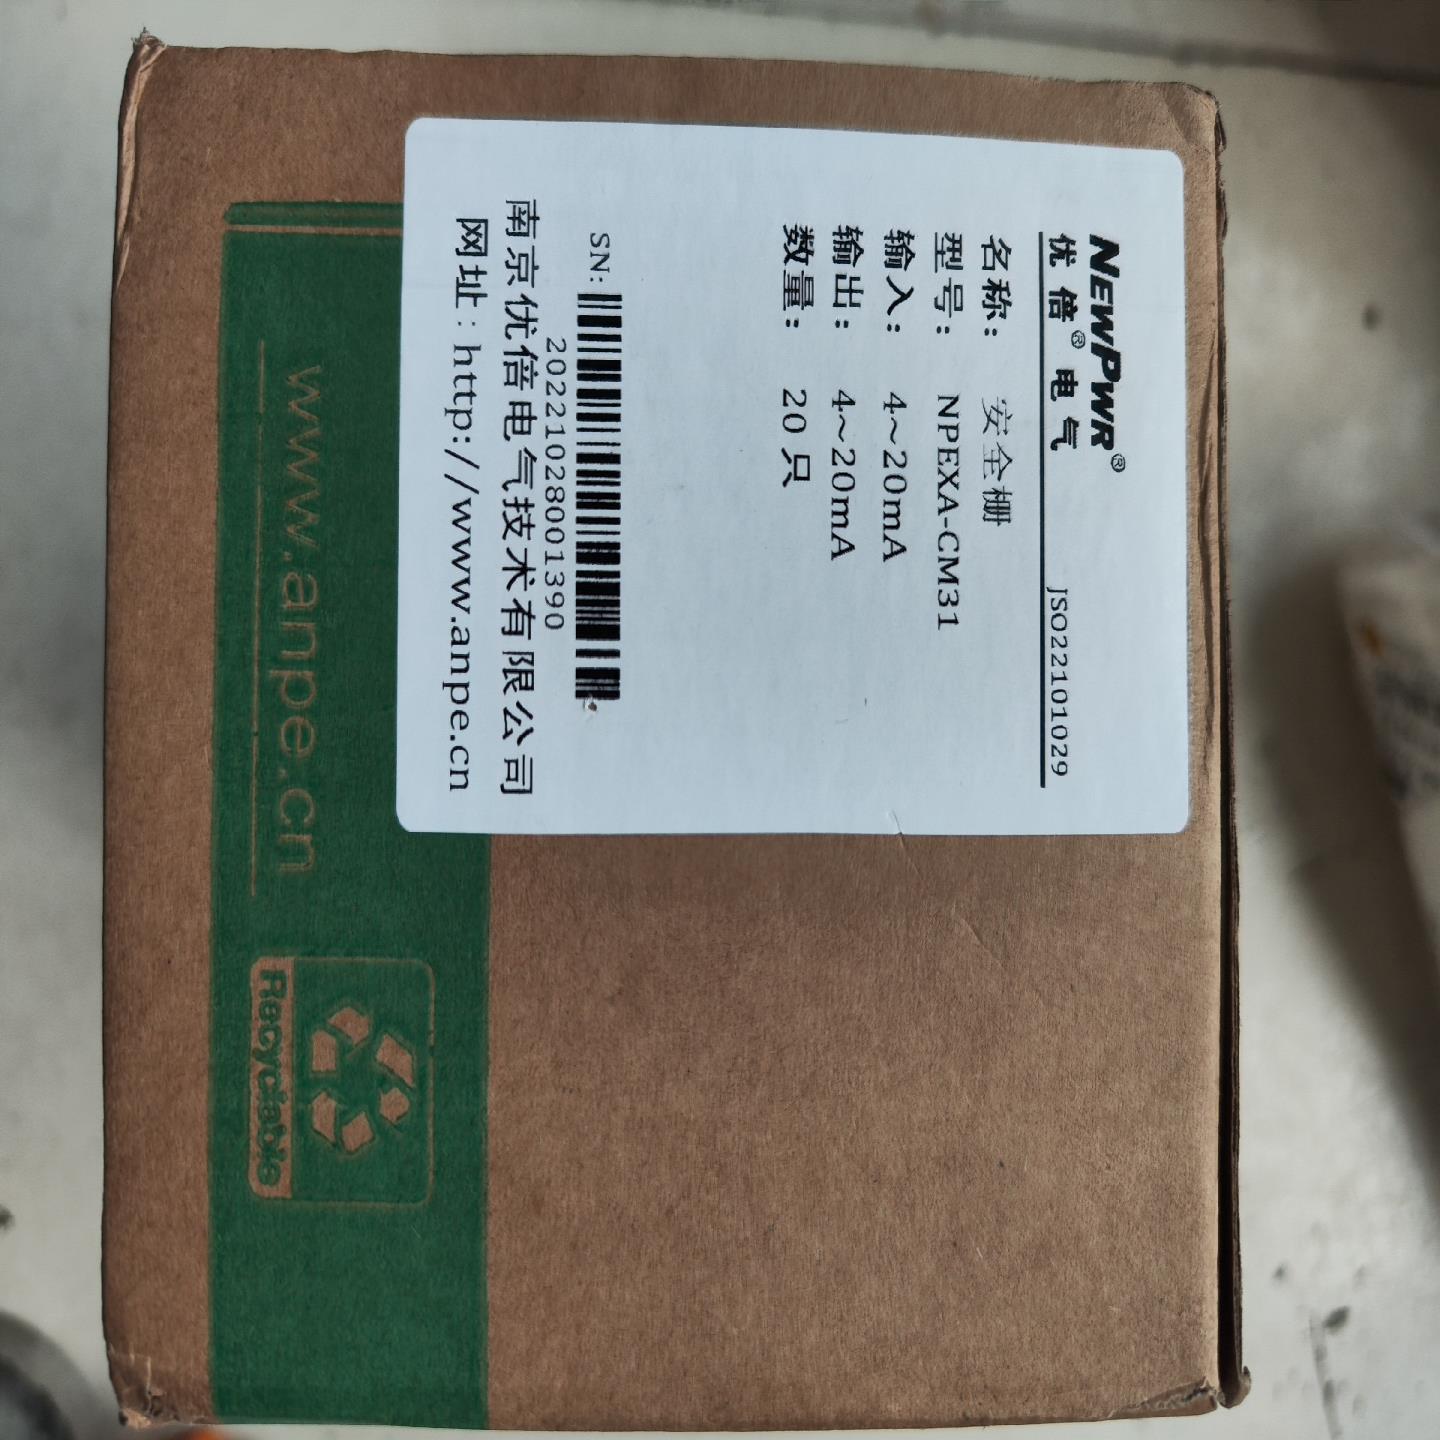 NEWPWR®
优倍®电气 JSO22101029
名称： 安全栅
型号： NPEXA-CM31
输入： 4~20mA
输出： 4~20mA
数量： 20只
SN:
20221028001390
南京优倍电气技术有限公司
网址：http://www.anpe.cn
www.anpe.cn
Recyclable